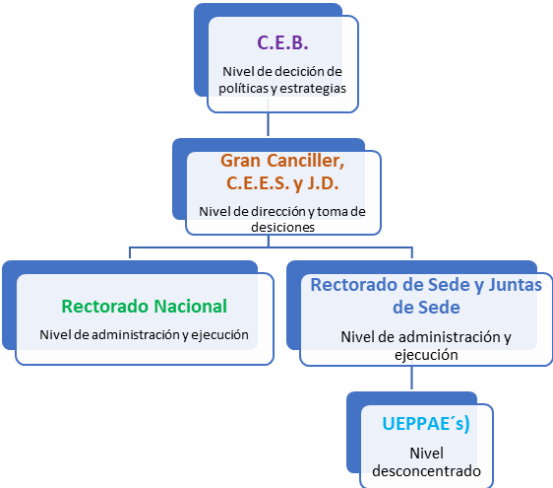 C.E.B.
Nivel de decición de
políticas y estrategias
Gran Canciller,
C.E.E.S. y J.D.
Nivel de dirección y toma de
desiciones
Rectorado Nacional
Nivel de administración y ejecución
Rectorado de Sede y Juntas
de Sede
Nivel de administración y
ejecución
UEPPAE´s)
Nivel
desconcentrado